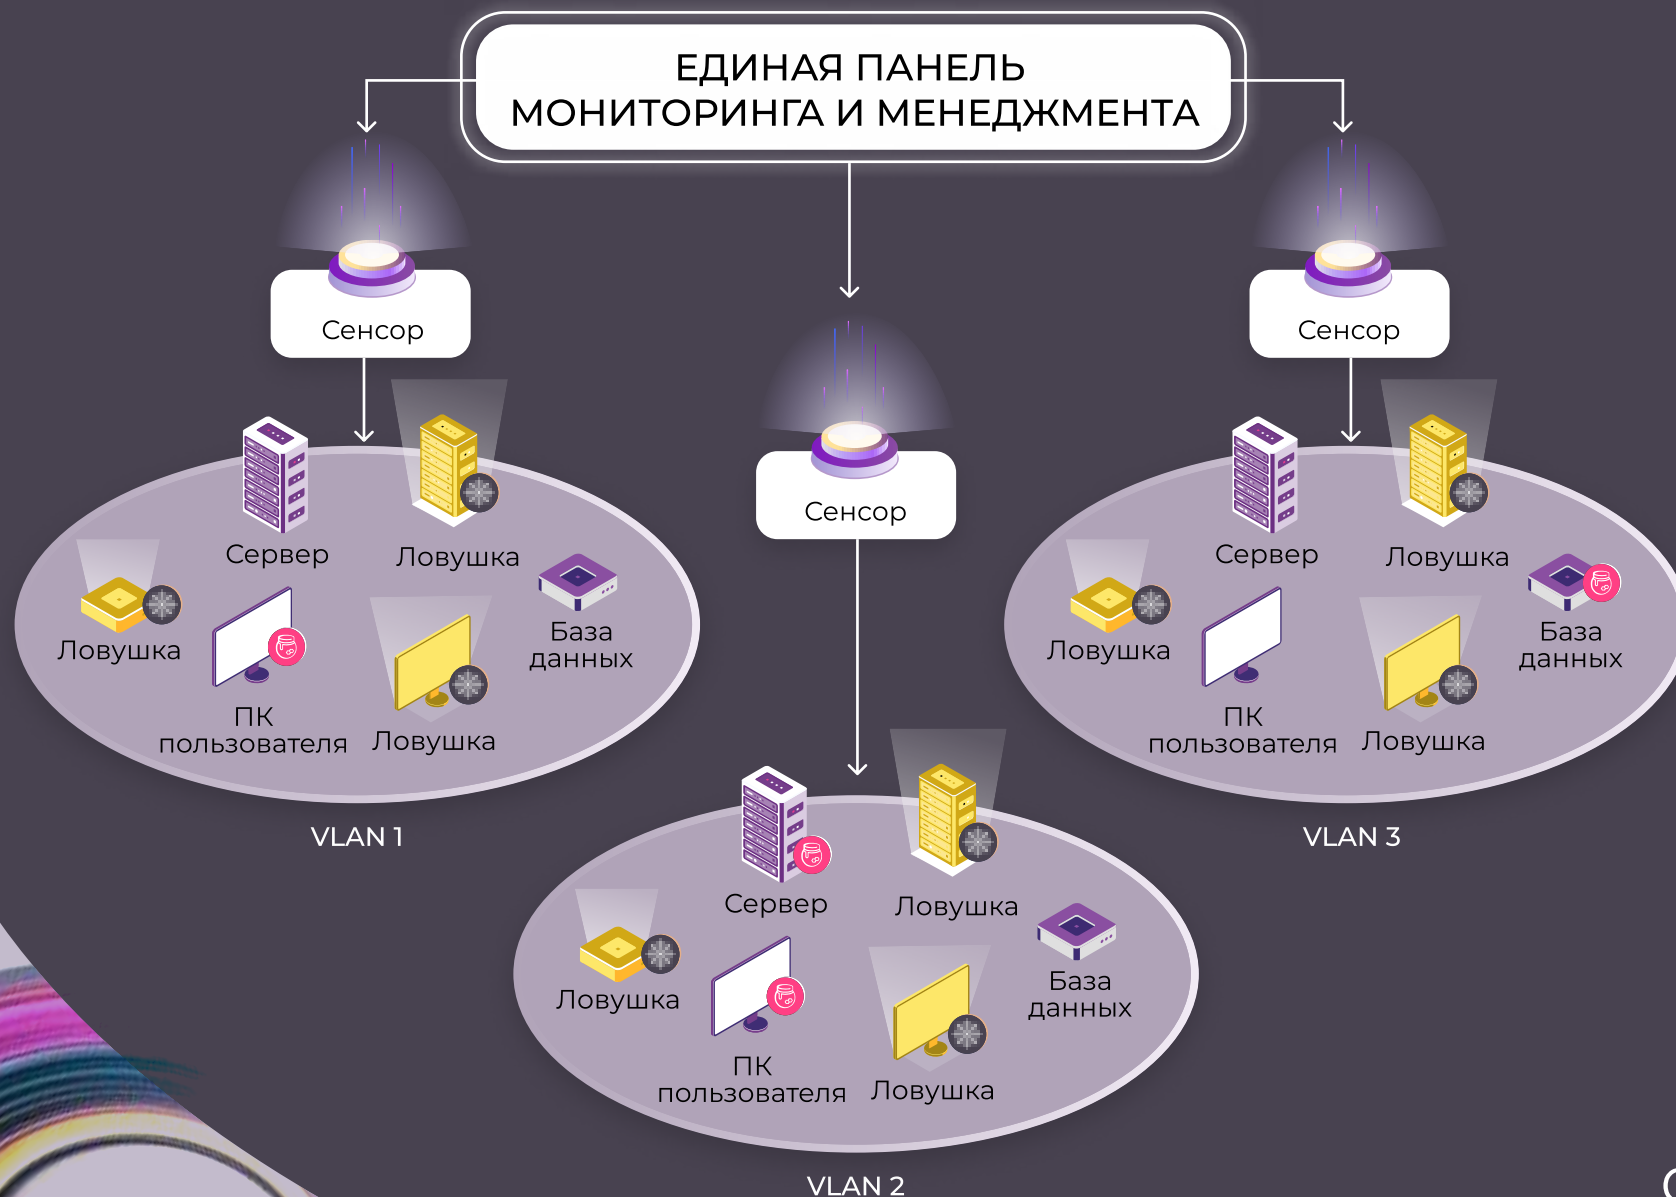 ЕДИНАЯ ПАНЕЛЬ
МОНИТОРИНГА И МЕНЕДЖМЕНТА
Сенсор
Сенсор
Сенсор
Сервер
Ловушка
Ловушка
База
данных
ПК
пользователя
Ловушка
VLAN 1
Сервер
Ловушка
Ловушка
База
данных
ПК
пользователя
Ловушка
VLAN 3
Сервер
Ловушка
Ловушка
База
данных
ПК
пользователя
Ловушка
VLAN 2